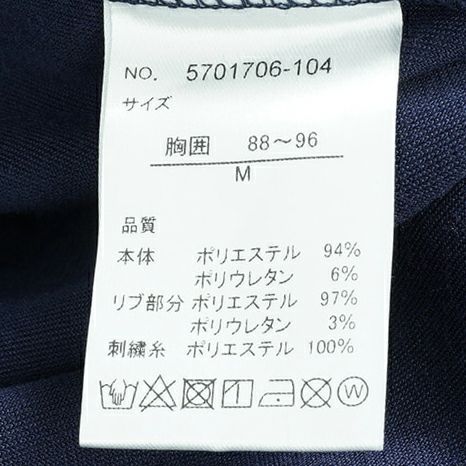 NO. 5701706-104
サイズ
胸囲 88～96
M
品質
本体 ポリエステル 94%
ポリウレタン 6%
リブ部分 ポリエステル 97%
ポリウレタン 3%
刺繍糸 ポリエステル 100%
W